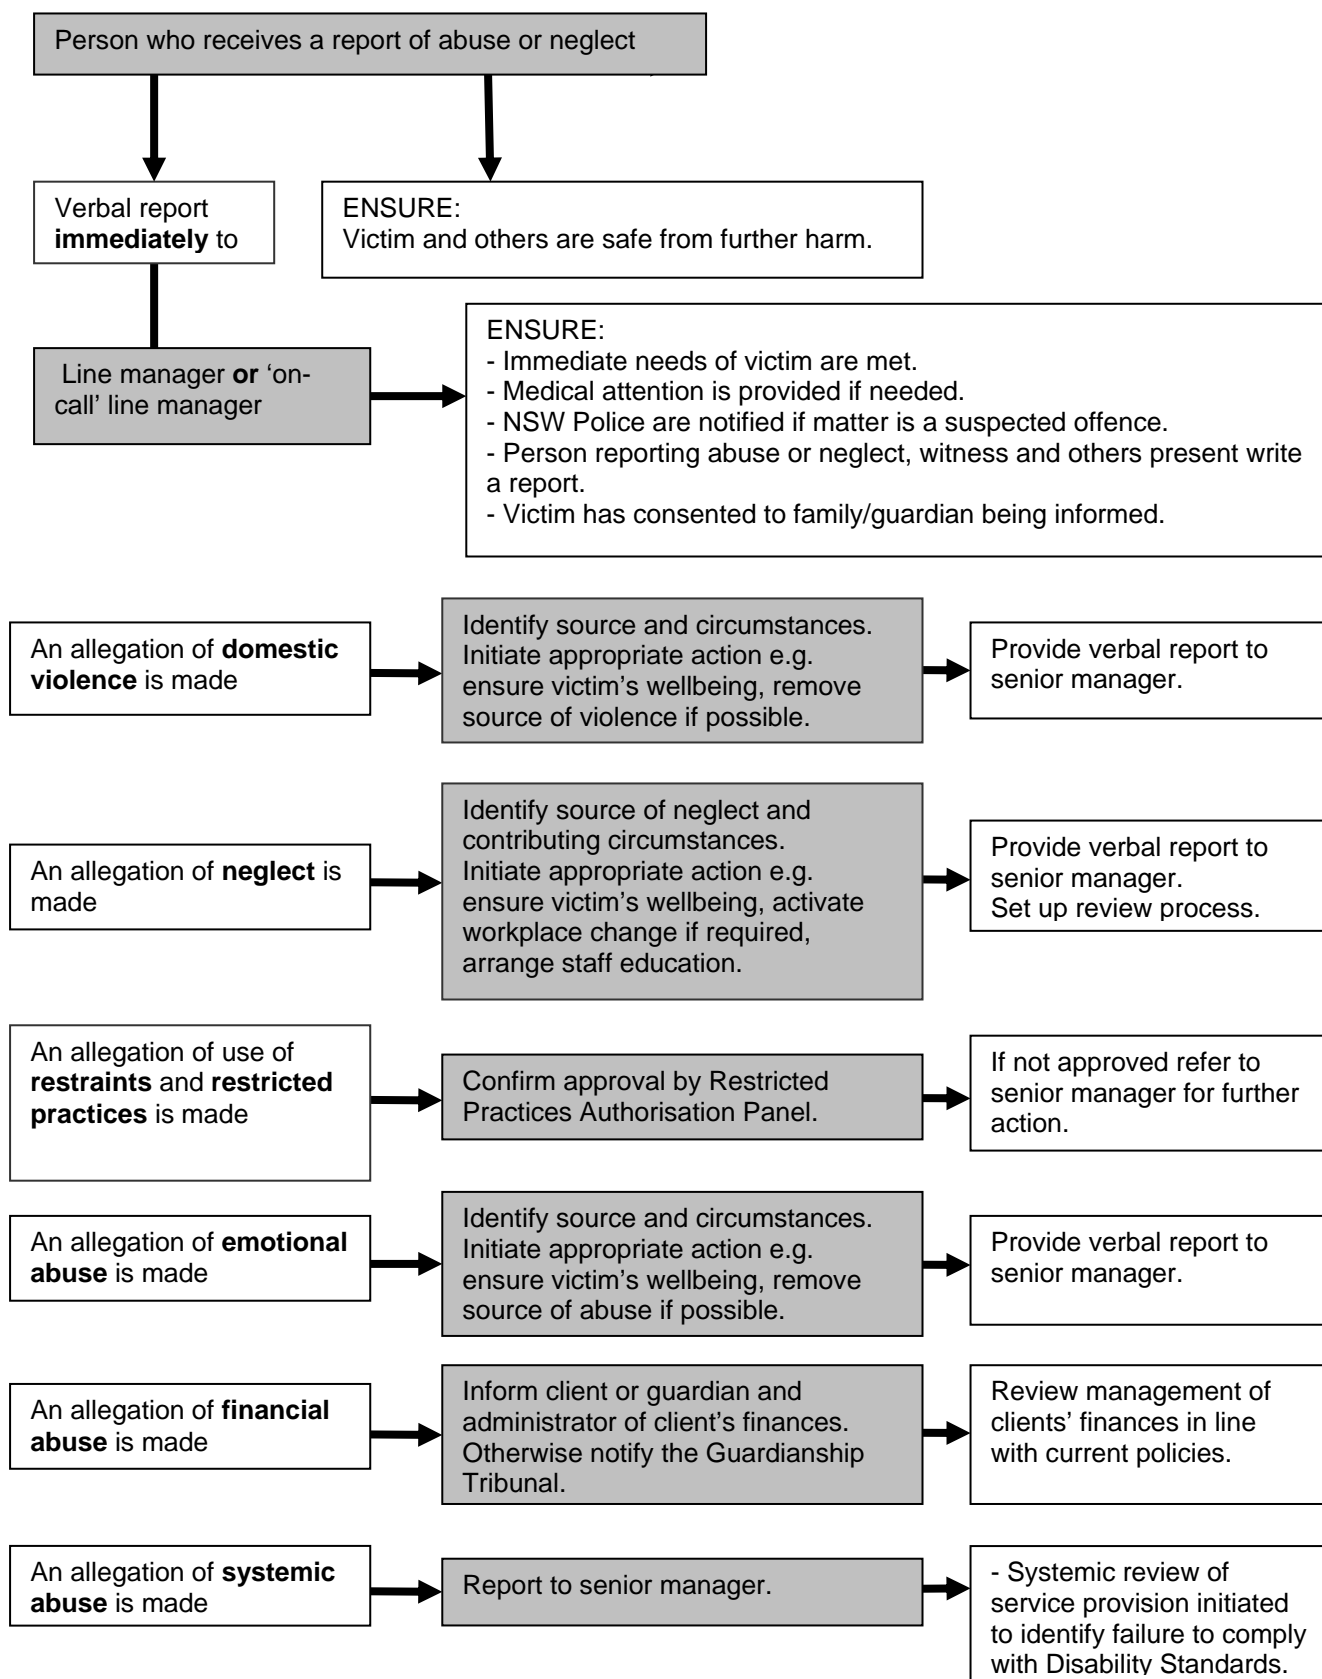 Person who receives a report of abuse or neglect
Verbal report
immediately to
ENSURE:
Victim and others are safe from further harm.
Line manager or ‘on-
call’ line manager
ENSURE:
- Immediate needs of victim are met.
- Medical attention is provided if needed.
- NSW Police are notified if matter is a suspected offence.
- Person reporting abuse or neglect, witness and others present write
a report.
- Victim has consented to family/guardian being informed.
An allegation of domestic
violence is made
Identify source and circumstances.
Initiate appropriate action e.g.
ensure victim’s wellbeing, remove
source of violence if possible.
Provide verbal report to
senior manager.
An allegation of neglect is
made
Identify source of neglect and
contributing circumstances.
Initiate appropriate action e.g.
ensure victim’s wellbeing, activate
workplace change if required,
arrange staff education.
Provide verbal report to
senior manager.
Set up review process.
An allegation of use of
restraints and restricted
practices is made
Confirm approval by Restricted
Practices Authorisation Panel.
If not approved refer to
senior manager for further
action.
An allegation of emotional
abuse is made
Identify source and circumstances.
Initiate appropriate action e.g.
ensure victim’s wellbeing, remove
source of abuse if possible.
Provide verbal report to
senior manager.
An allegation of financial
abuse is made
Inform client or guardian and
administrator of client’s finances.
Otherwise notify the Guardianship
Tribunal.
Review management of
clients’ finances in line
with current policies.
An allegation of systemic
abuse is made
Report to senior manager.
- Systemic review of
service provision initiated
to identify failure to comply
with Disability Standards.